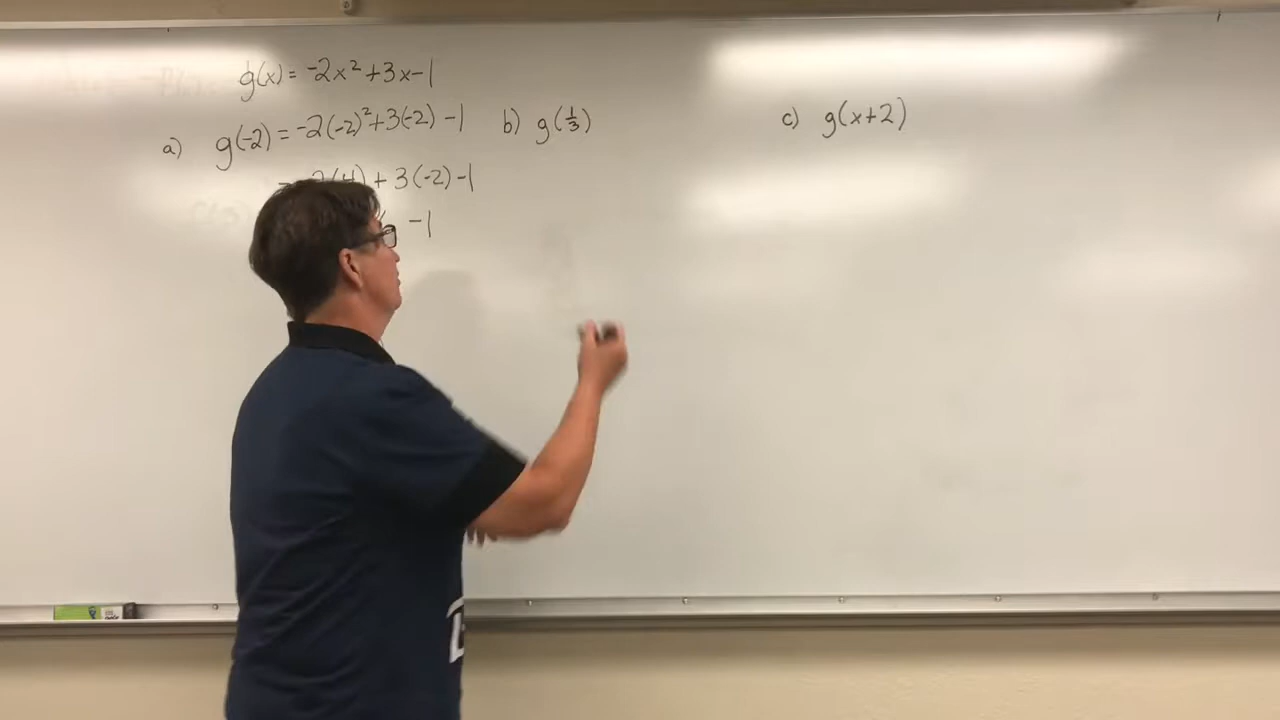 g(x) = -2x² + 3x - 1
a) g(-2) = -2(-2)² + 3(-2) - 1
b) g(1/3)
c) g(x+2)
= -2(4) + 3(-2) - 1
-1